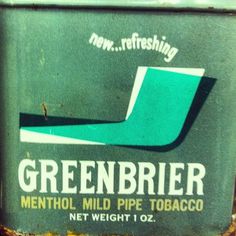 new...refreshing
GREENBRIER
MENTHOL MILD PIPE TOBACCO
NET WEIGHT 1 OZ.